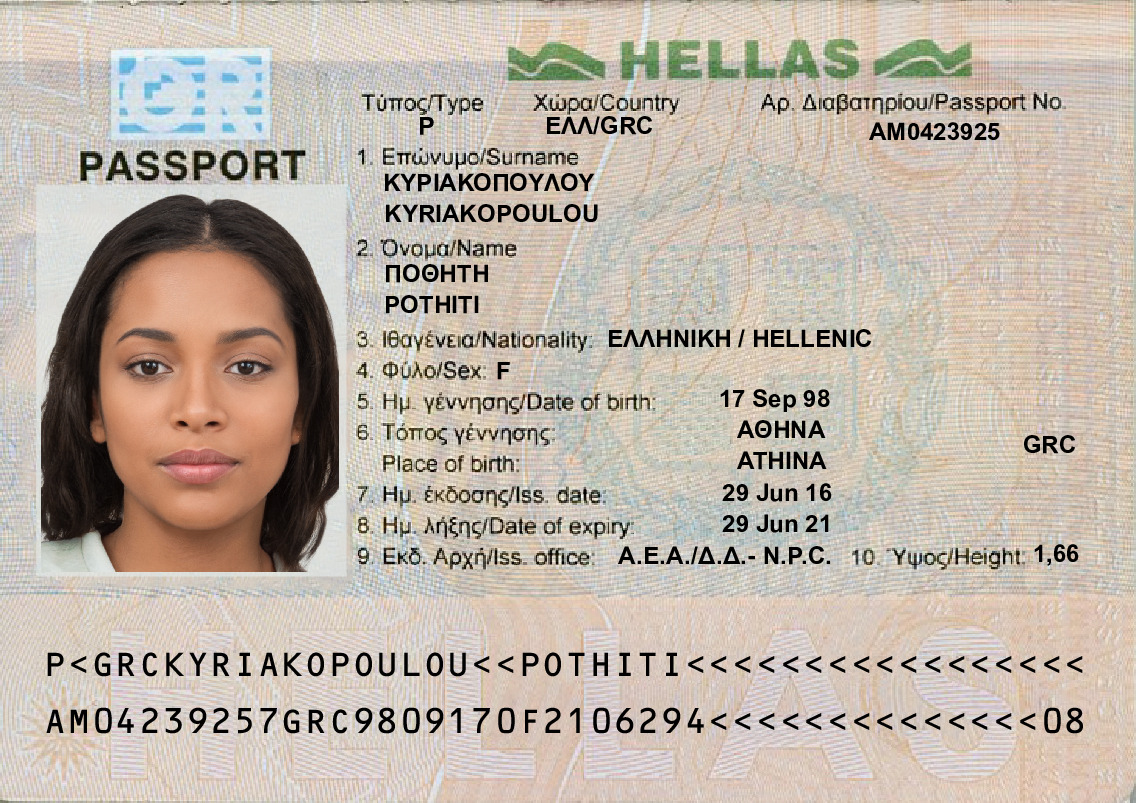 GR
PASSPORT
HELLAS
Τύπος/Type Χώρα/Country Αρ. Διαβατηρίου/Passport No.
P ΕΛΛ/GRC AM0423925
1. Επώνυμο/Surname
ΚΥΡΙΑΚΟΠΟΥΛΟΥ
KYRIAKOPOULOU
2. Όνομα/Name
ΠΟΘΗΤΗ
POTHITI
3. Ιθαγένεια/Nationality: ΕΛΛΗΝΙΚΗ / HELLENIC
4. Φύλο/Sex: F
5. Ημ. γέννησης/Date of birth: 17 Sep 98
6. Τόπος γέννησης: ΑΘΗΝΑ
Place of birth: ATHINA GRC
7. Ημ. έκδοσης/Iss. date: 29 Jun 16
8. Ημ. λήξης/Date of expiry: 29 Jun 21
9 Εκδ. Αρχή/Iss. office: Α.Ε.Α./Δ.Δ.- N.P.C. 10. Ύψος/Height: 1,66
HELLAS
P<GRCKYRIAKOPOULOU<<POTHITI<<<<<<<<<<<<<<<<<
AM04239257GRC9809170F2106294<<<<<<<<<<<<<<08